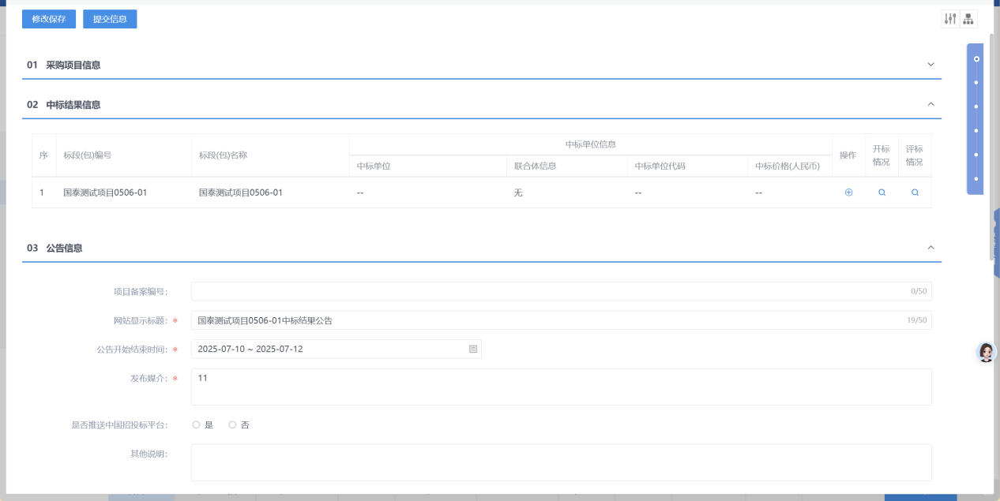 修改保存 提交信息
01 采购项目信息
02 中标结果信息
序 标段(包)编号 标段(包)名称 中标单位信息 操作 开标情况 评标情况
中标单位 联合体信息 中标单位代码 中标价格(人民币)
1 国泰测试项目0506-01 国泰测试项目0506-01 -- 无 -- --
03 公告信息
项目备案编号: 0/50
网站显示标题: * 国泰测试项目0506-01中标结果公告 19/50
公告开始结束时间: * 2025-07-10 ~ 2025-07-12
发布媒介: * 11
是否推送中国招投标平台: 是 否
其他说明: